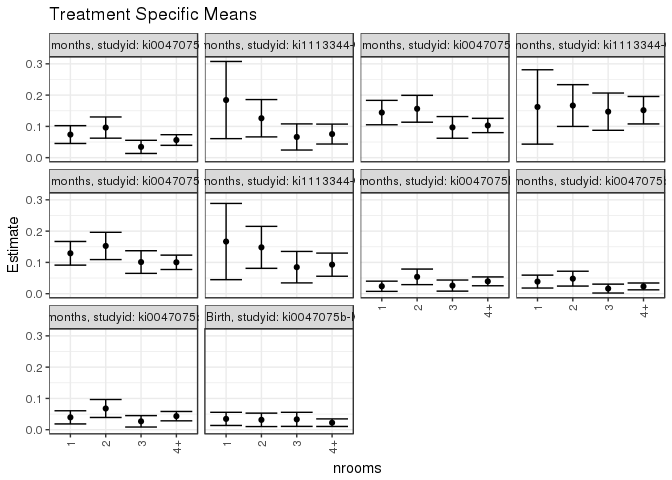 Treatment Specific Means
months, studyid: ki0047075
months, studyid: ki1113344-
months, studyid: ki0047075
months, studyid: ki1113344-
0.3
0.2
0.1
0.0
months, studyid: ki0047075
months, studyid: ki1113344-
months, studyid: ki0047075
months, studyid: ki0047075
0.3
0.2
0.1
0.0
1 2 3 4+
1 2 3 4+
months, studyid: ki0047075
Birth, studyid: ki0047075b-
0.3
0.2
0.1
0.0
1 2 3 4+
1 2 3 4+
Estimate
nrooms